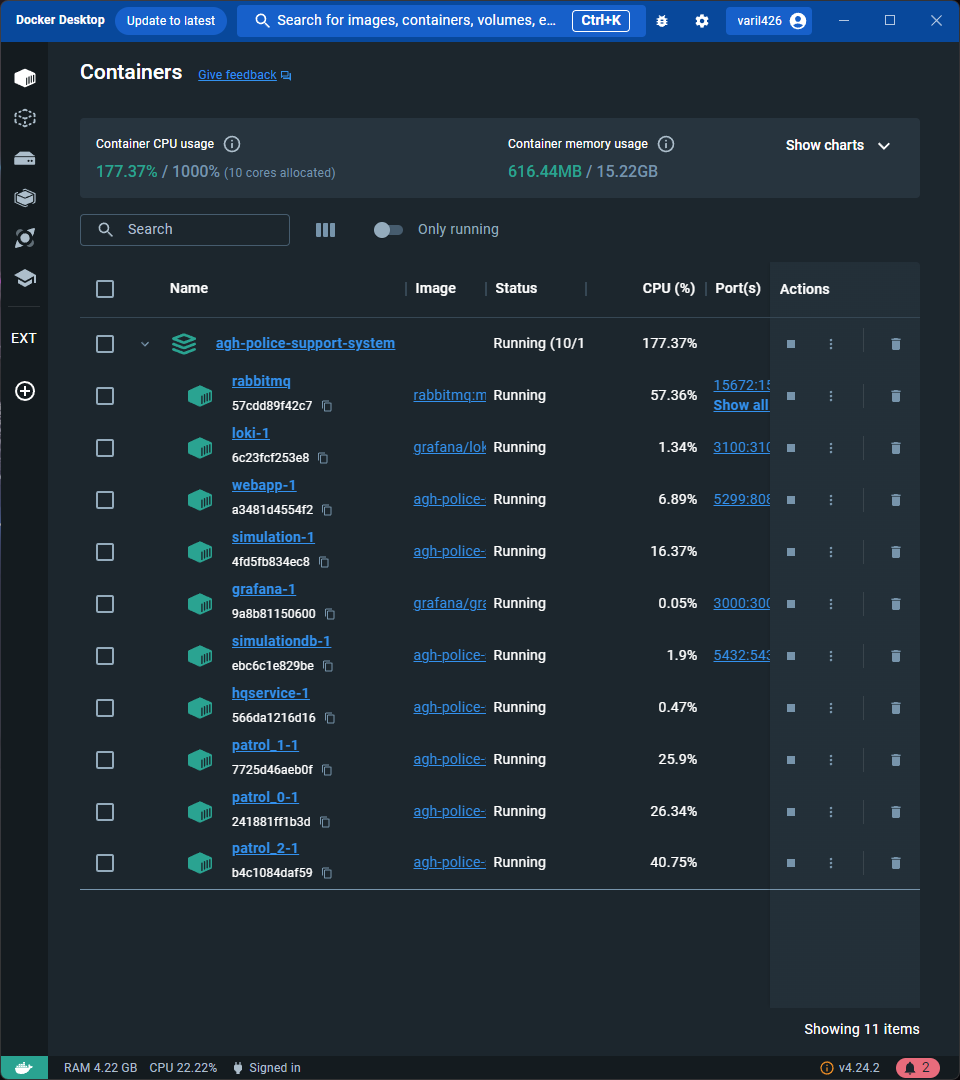 Docker Desktop Update to latest Search for images, containers, volumes, e... Ctrl+K varil426
Containers Give feedback
Container CPU usage
177.37% / 1000% (10 cores allocated)
Container memory usage
616.44MB / 15.22GB
Show charts
Search Only running
EXT
Name Image Status CPU (%) Port(s) Actions
agh-police-support-system Running (10/1 177.37%
rabbitmq
57cdd89f42c7 rabbitmq:m Running 57.36% 15672:15
Show all
loki-1
6c23fcf253e8 grafana/lok Running 1.34% 3100:310
webapp-1
a3481d4554f2 agh-police- Running 6.89% 5299:808
simulation-1
4fd5fb834ec8 agh-police- Running 16.37%
grafana-1
9a8b81150600 grafana/gra Running 0.05% 3000:300
simulationdb-1
ebc6c1e829be agh-police- Running 1.9% 5432:543
hqservice-1
566da1216d16 agh-police- Running 0.47%
patrol_1-1
7725d46aeb0f agh-police- Running 25.9%
patrol_0-1
241881ff1b3d agh-police- Running 26.34%
patrol_2-1
b4c1084daf59 agh-police- Running 40.75%
Showing 11 items
RAM 4.22 GB CPU 22.22% Signed in v4.24.2 2